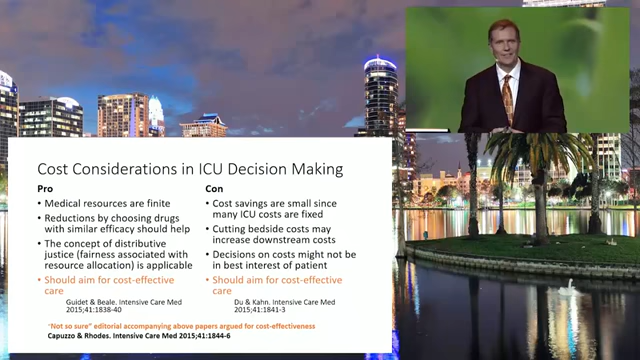 Cost Considerations in ICU Decision Making
Pro
• Medical resources are finite
• Reductions by choosing drugs
with similar efficacy should help
• The concept of distributive
justice (fairness associated with
resource allocation) is applicable
• Should aim for cost-effective
care
Guidet & Beale. Intensive Care Med
2015;41:1838-40
Con
• Cost savings are small since
many ICU costs are fixed
• Cutting bedside costs may
increase downstream costs
• Decisions on costs might not be
in best interest of patient
• Should aim for cost-effective
care
Du & Kahn. Intensive Care Med
2015;41:1841-3
"Not so sure" editorial accompanying above papers argued for cost-effectiveness
Capuzzo & Rhodes. Intensive Care Med 2015;41:1844-6